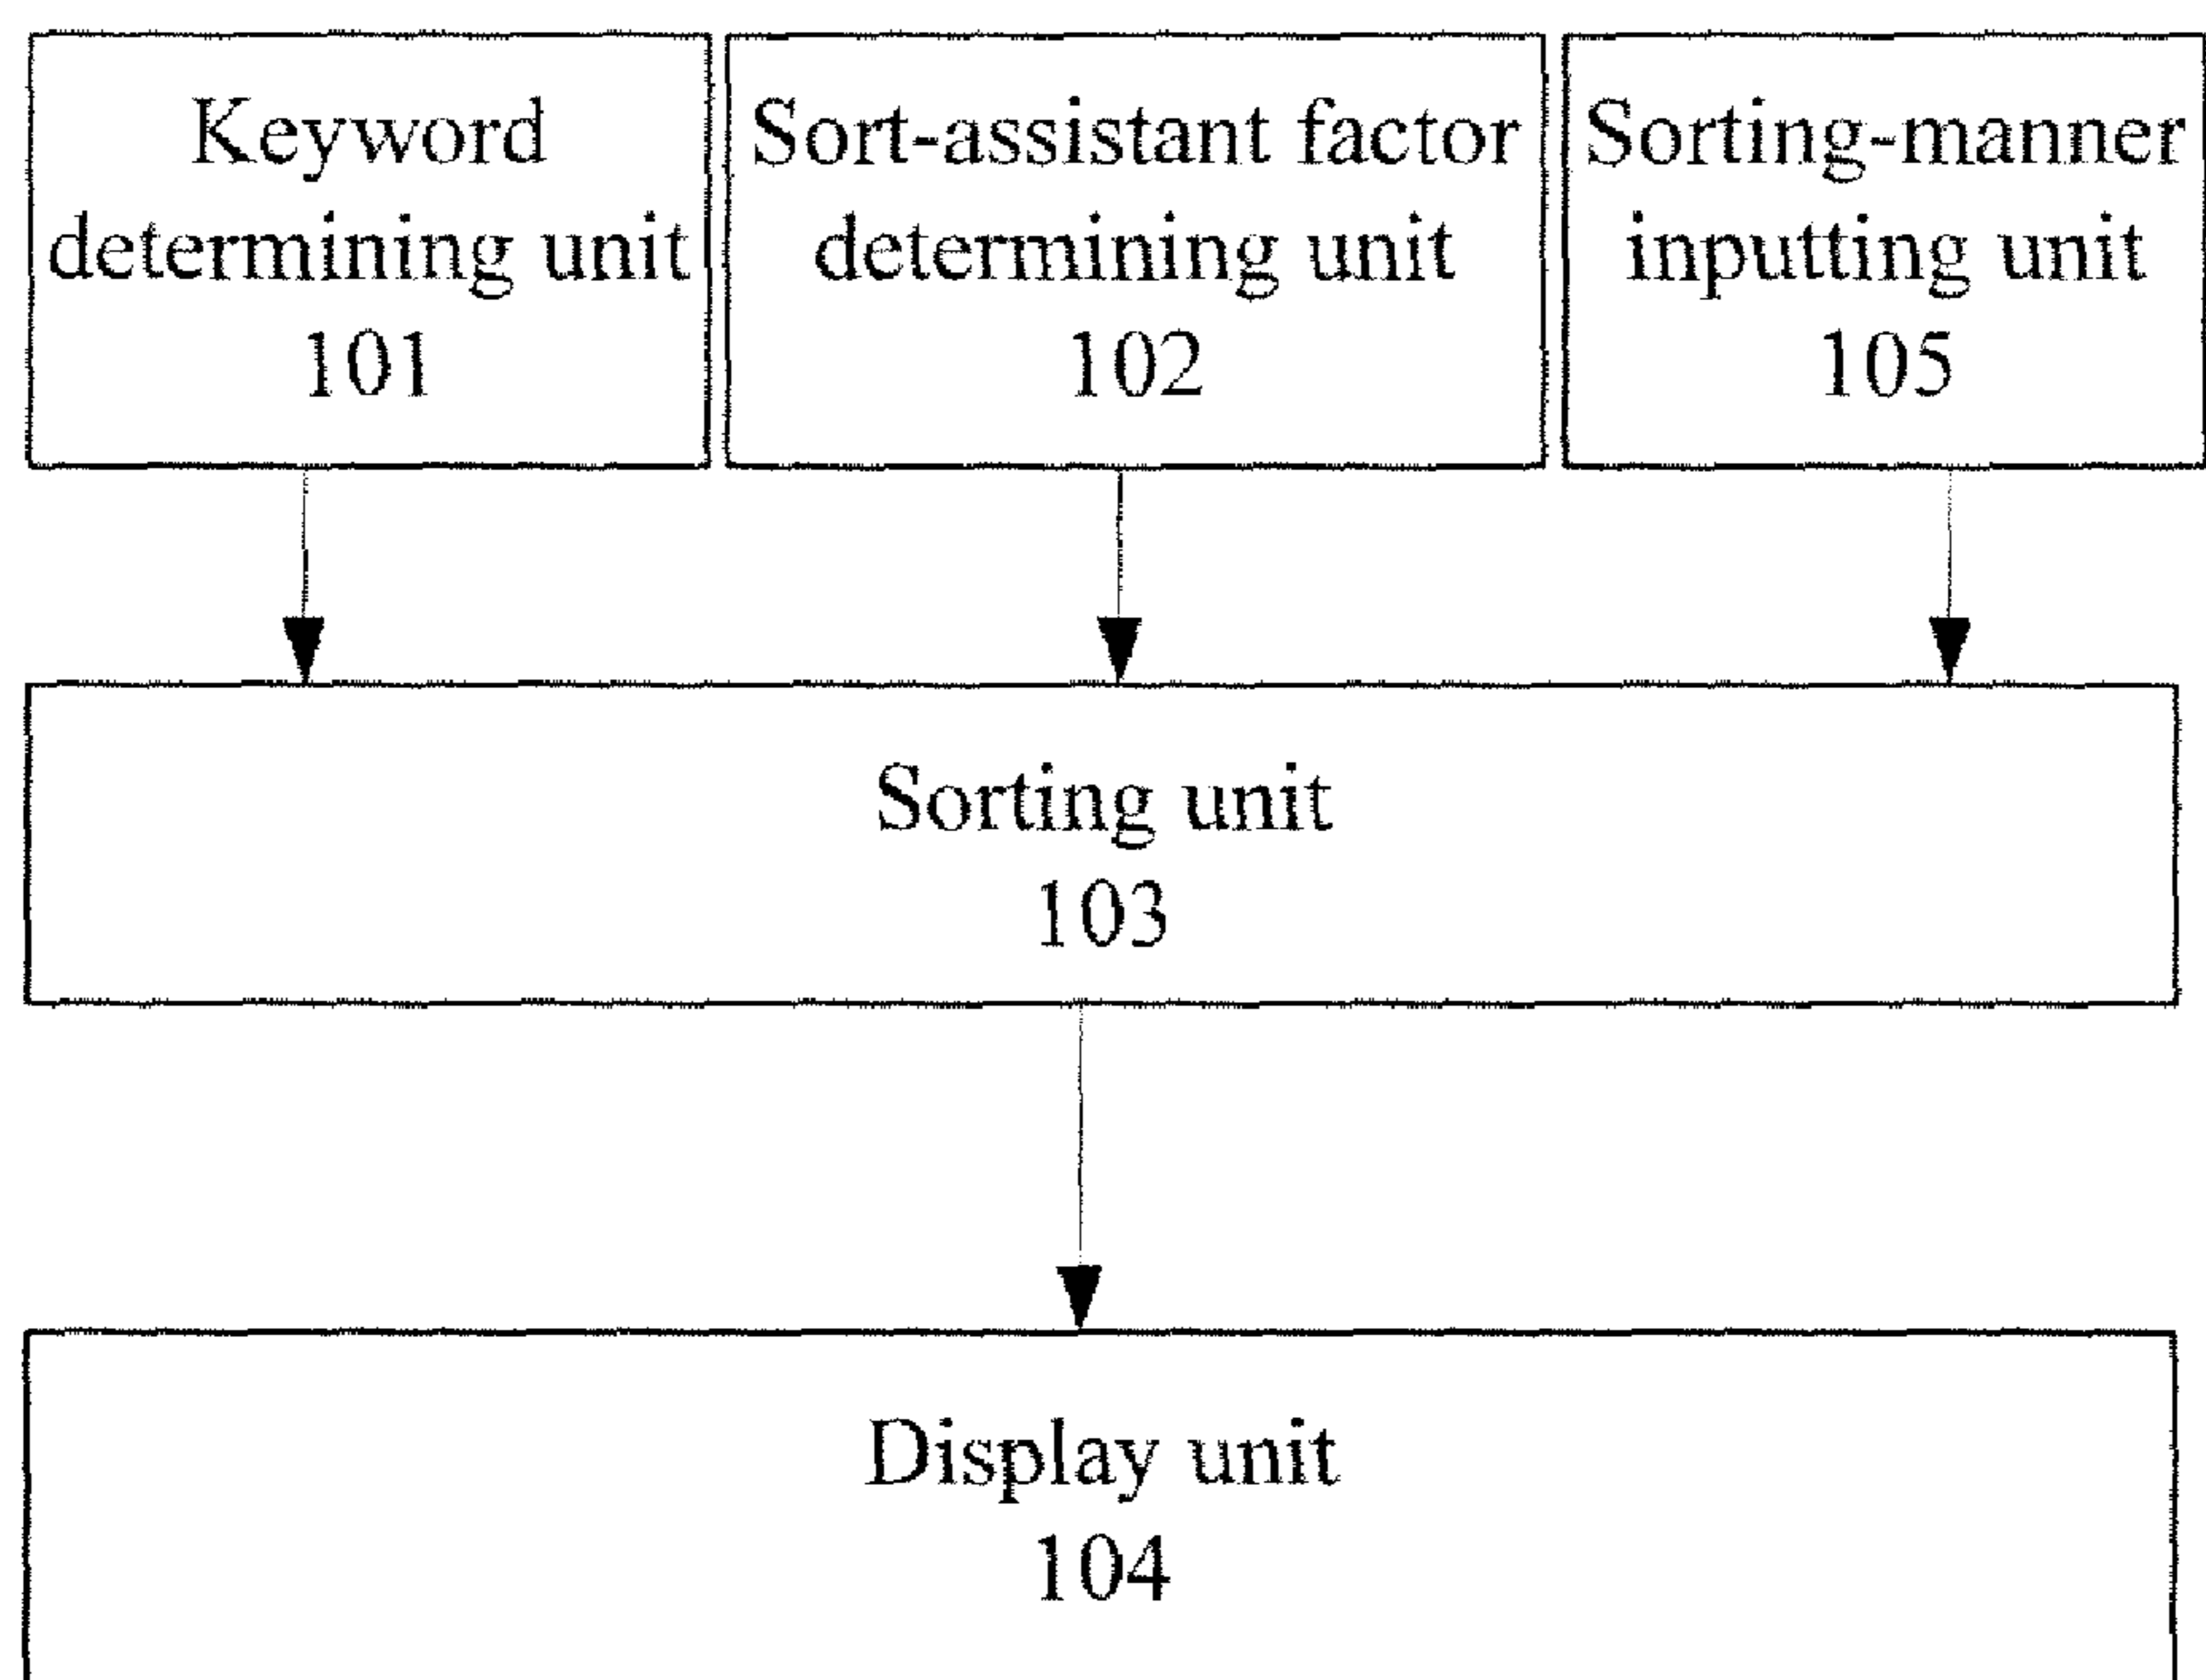 Keyword
determining unit
101
Sort-assistant factor
determining unit
102
Sorting-manner
inputting unit
105
Sorting unit
103
Display unit
104